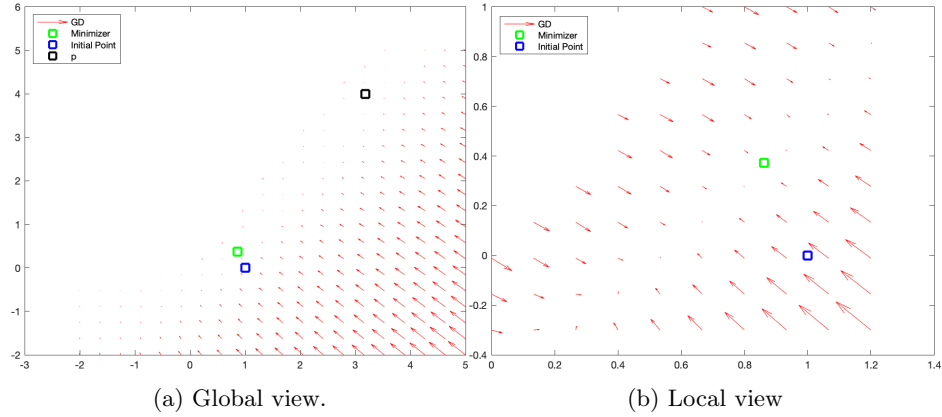 GD
Minimizer
Initial Point
p
6
5
4
3
2
1
0
-1
-2
-3 -2 -1 0 1 2 3 4 5
(a) Global view.
GD
Minimizer
Initial Point
1
0.8
0.6
0.4
0.2
0
-0.2
-0.4
0 0.2 0.4 0.6 0.8 1 1.2 1.4
(b) Local view